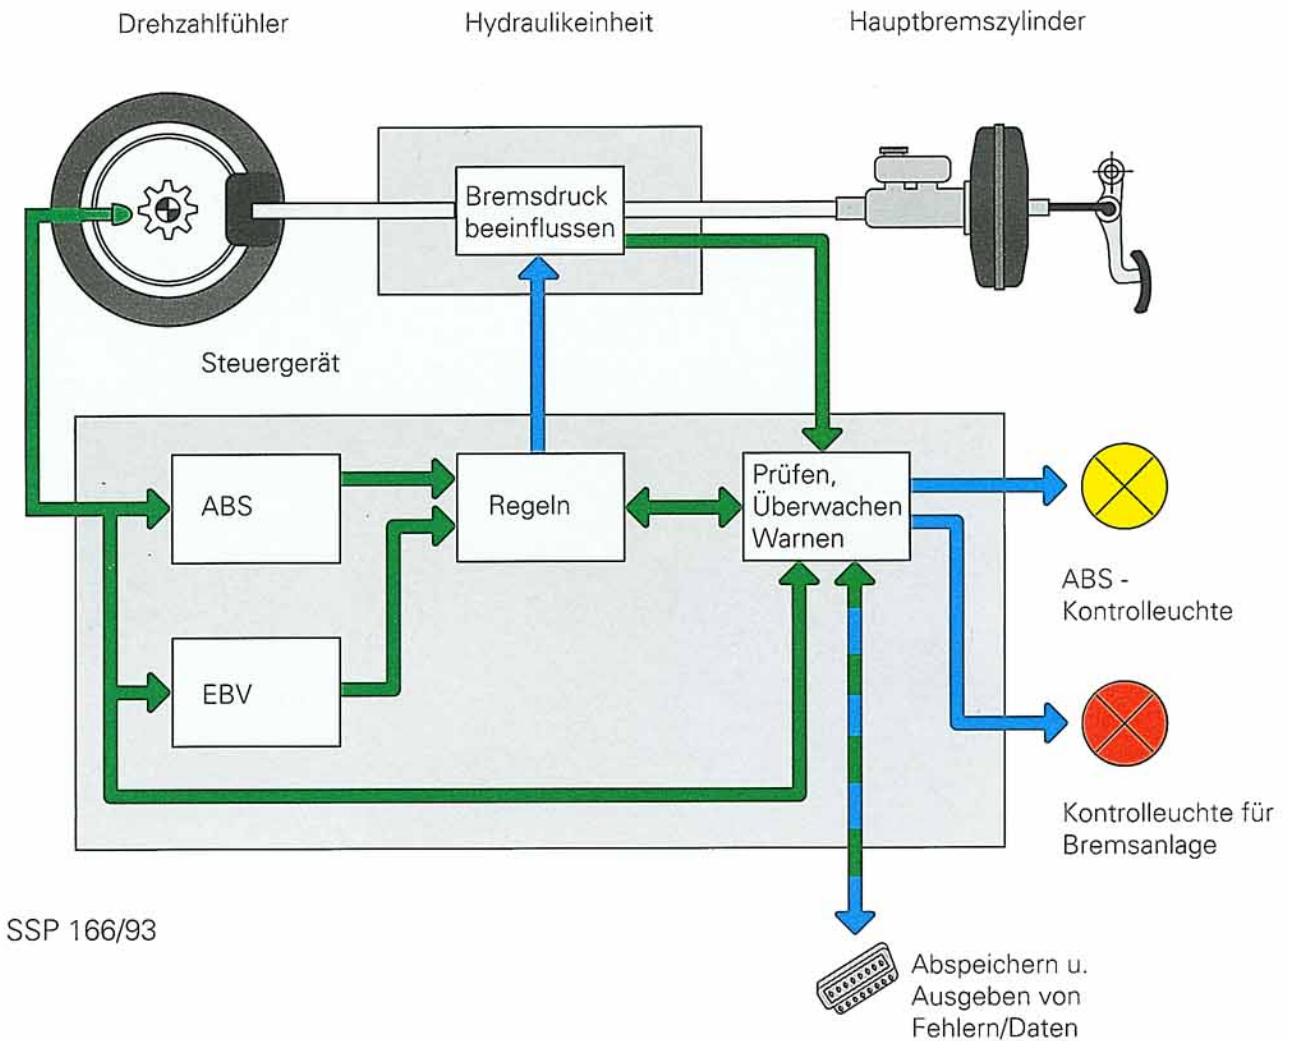 Drehzahlfühler
Hydraulikeinheit
Hauptbremszylinder
Bremsdruck
beeinflussen
Steuergerät
ABS
Regeln
Prüfen,
Überwachen
Warnen
ABS -
Kontrolleuchte
EBV
Kontrolleuchte für
Bremsanlage
SSP 166/93
Abspeichern u.
Ausgeben von
Fehlern/Daten